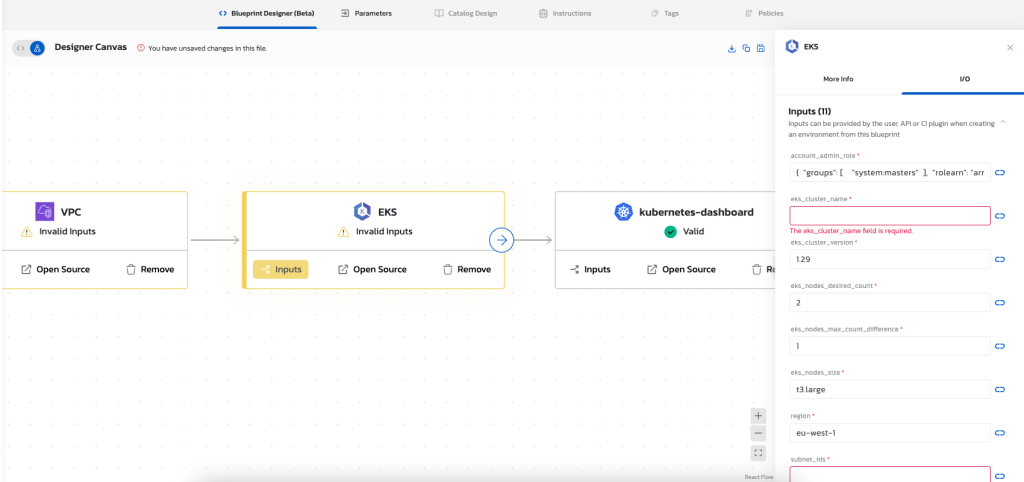 Blueprint Designer (Beta)
Parameters
Catalog Design
Instructions
Tags
Policies
Designer Canvas
You have unsaved changes in this file.
VPC
Invalid Inputs
Open Source
Remove
EKS
Invalid Inputs
Inputs
Open Source
Remove
kubernetes-dashboard
Valid
Inputs
Open Source
React Flow
EKS
More Info
I/O
Inputs (11)
Inputs can be provided by the user, API or CI plugin when creating
an environment from this blueprint
account_admin_role *
{ "groups": [ "system:masters" ], "rolearn": "arr
eks_cluster_name *
The eks_cluster_name field is required.
eks_cluster_version *
1.29
eks_nodes_desired_count *
2
eks_nodes_max_count_difference *
1
eks_nodes_size *
t3.large
region *
eu-west-1
subnet_ids *